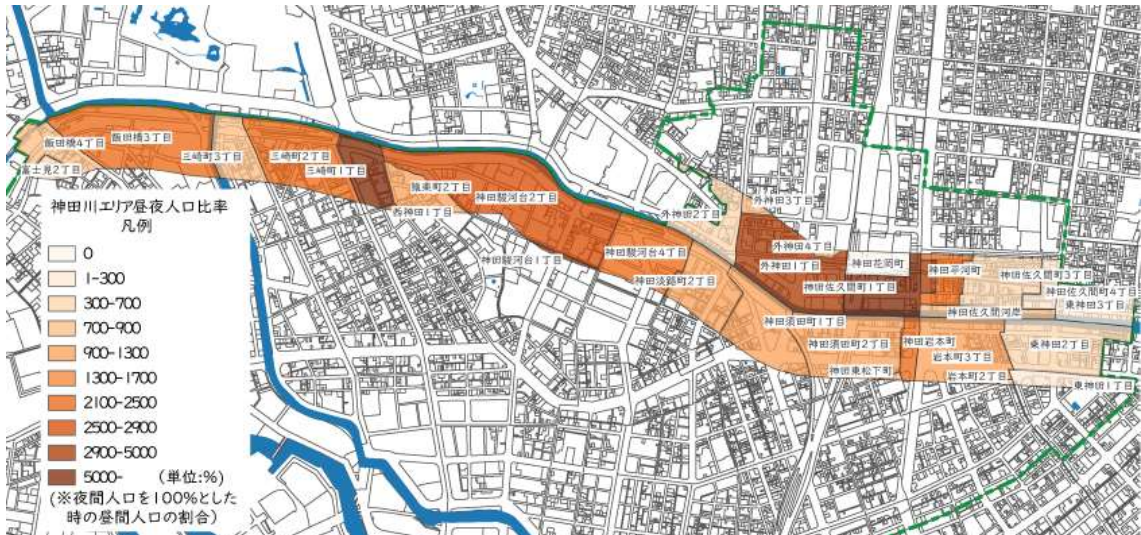 飯田橋4丁目
飯田橋3丁目
富士見2丁目
三崎町3丁目
三崎町2丁目
三崎町1丁目
猿楽町2丁目
西神田1丁目
神田駿河台2丁目
神田駿河台1丁目
神田駿河台4丁目
神田淡路町2丁目
外神田2丁目
外神田3丁目
外神田4丁目
外神田1丁目
神田花岡町
神田佐久間町1丁目
神田平河町
神田佐久間町3丁目
神田佐久間町4丁目
東神田3丁目
神田佐久間河岸
神田須田町1丁目
神田須田町2丁目
神田岩本町
岩本町3丁目
東神田2丁目
神田東松下町
岩本町2丁目
東神田1丁目
神田川エリア昼夜人口比率
凡例
0
1-300
300-700
700-900
900-1300
1300-1700
2100-2500
2500-2900
2900-5000
5000- (単位:%)
(※夜間人口を100%とした
時の昼間人口の割合)